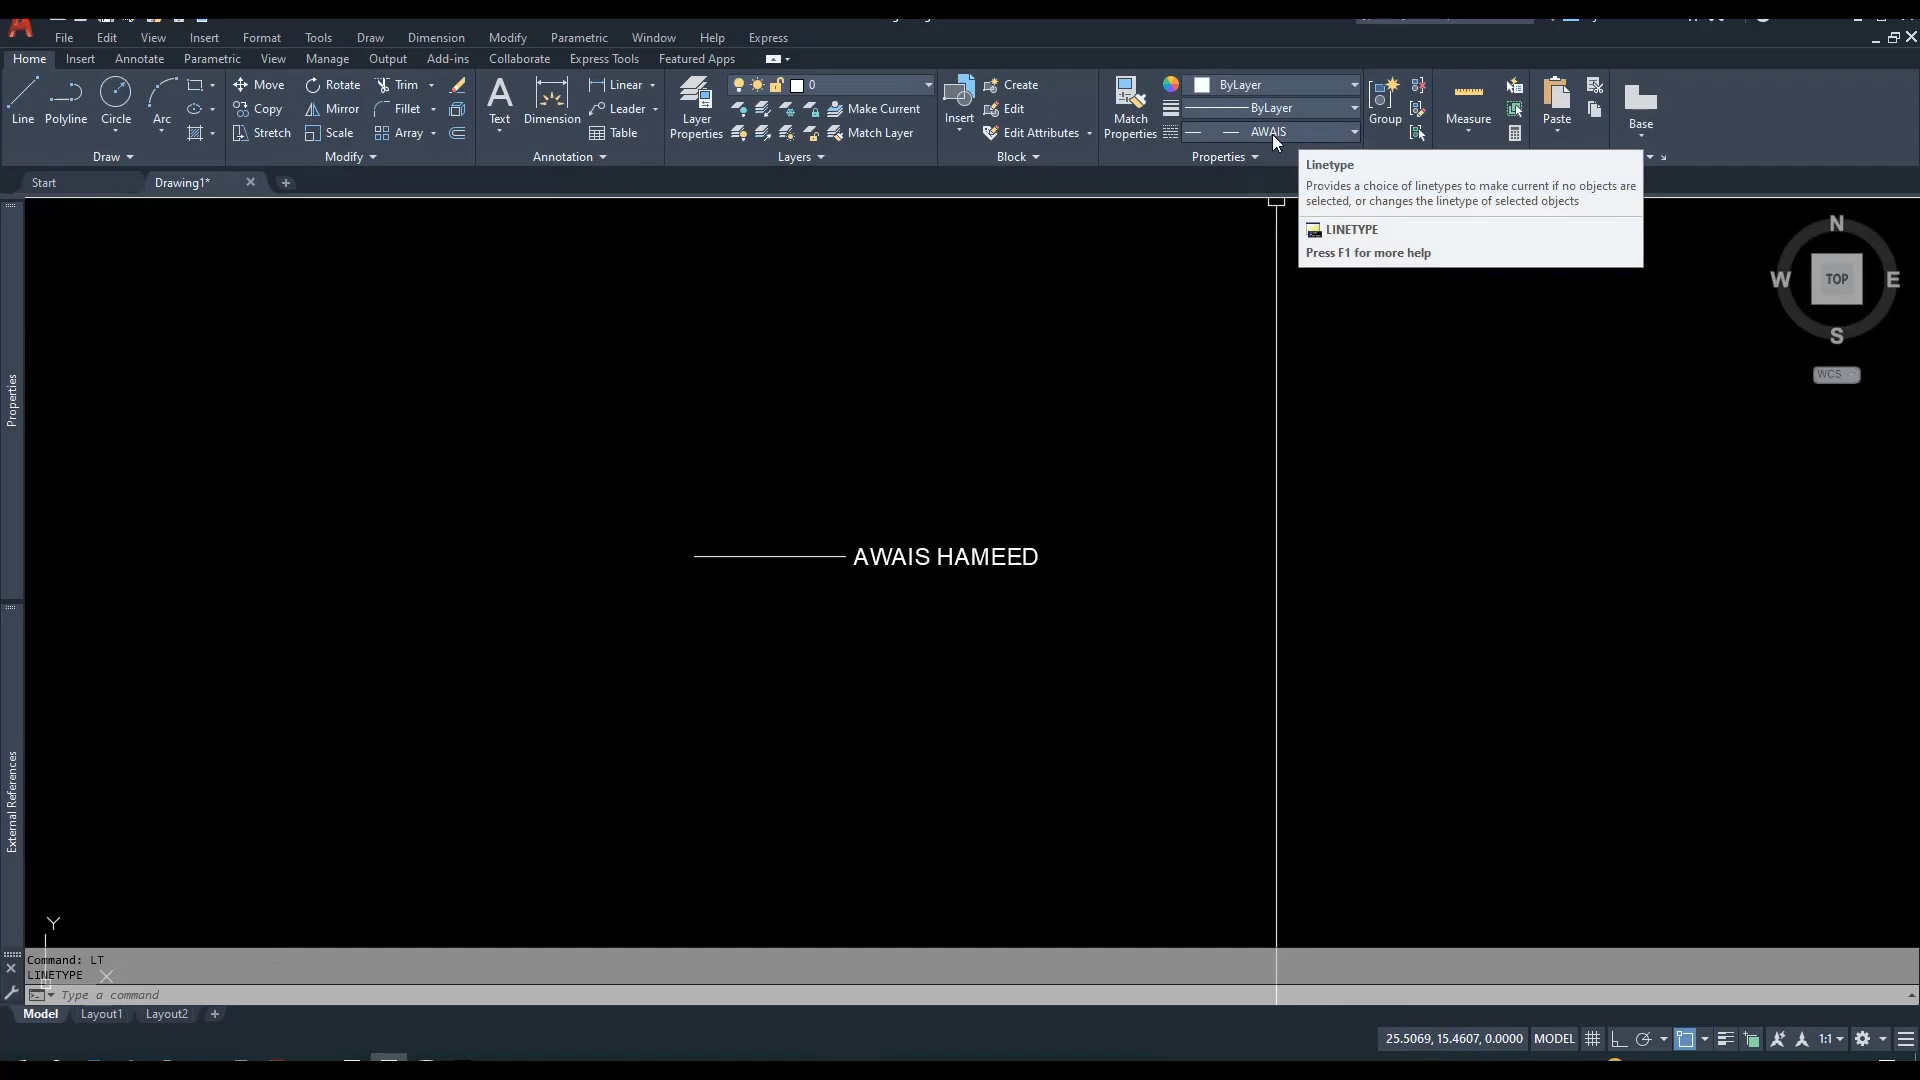 File Edit View Insert Format Tools Draw Dimension Modify Parametric Window Help Express
Home Insert Annotate Parametric View Manage Output Add-ins Collaborate Express Tools Featured Apps
Line Polyline Circle Arc
Move Rotate Trim
Copy Mirror Fillet
Stretch Scale Array
Text Dimension
Linear
Leader
Table
Layer Properties
0
Make Current
Match Layer
Insert
Create
Edit
Edit Attributes
Match Properties
ByLayer
ByLayer
AWAIS
Group
Measure
Paste
Base
Draw Modify Annotation Layers Block Properties
Linetype
Provides a choice of linetypes to make current if no objects are
selected, or changes the linetype of selected objects
LINETYPE
Press F1 for more help
Start Drawing1*
N
W TOP E
S
WCS
Properties
AWAIS HAMEED
External References
Y
Command: LT
LINETYPE
Type a command
Model Layout1 Layout2
25.5069, 15.4607, 0.0000 MODEL 1:1